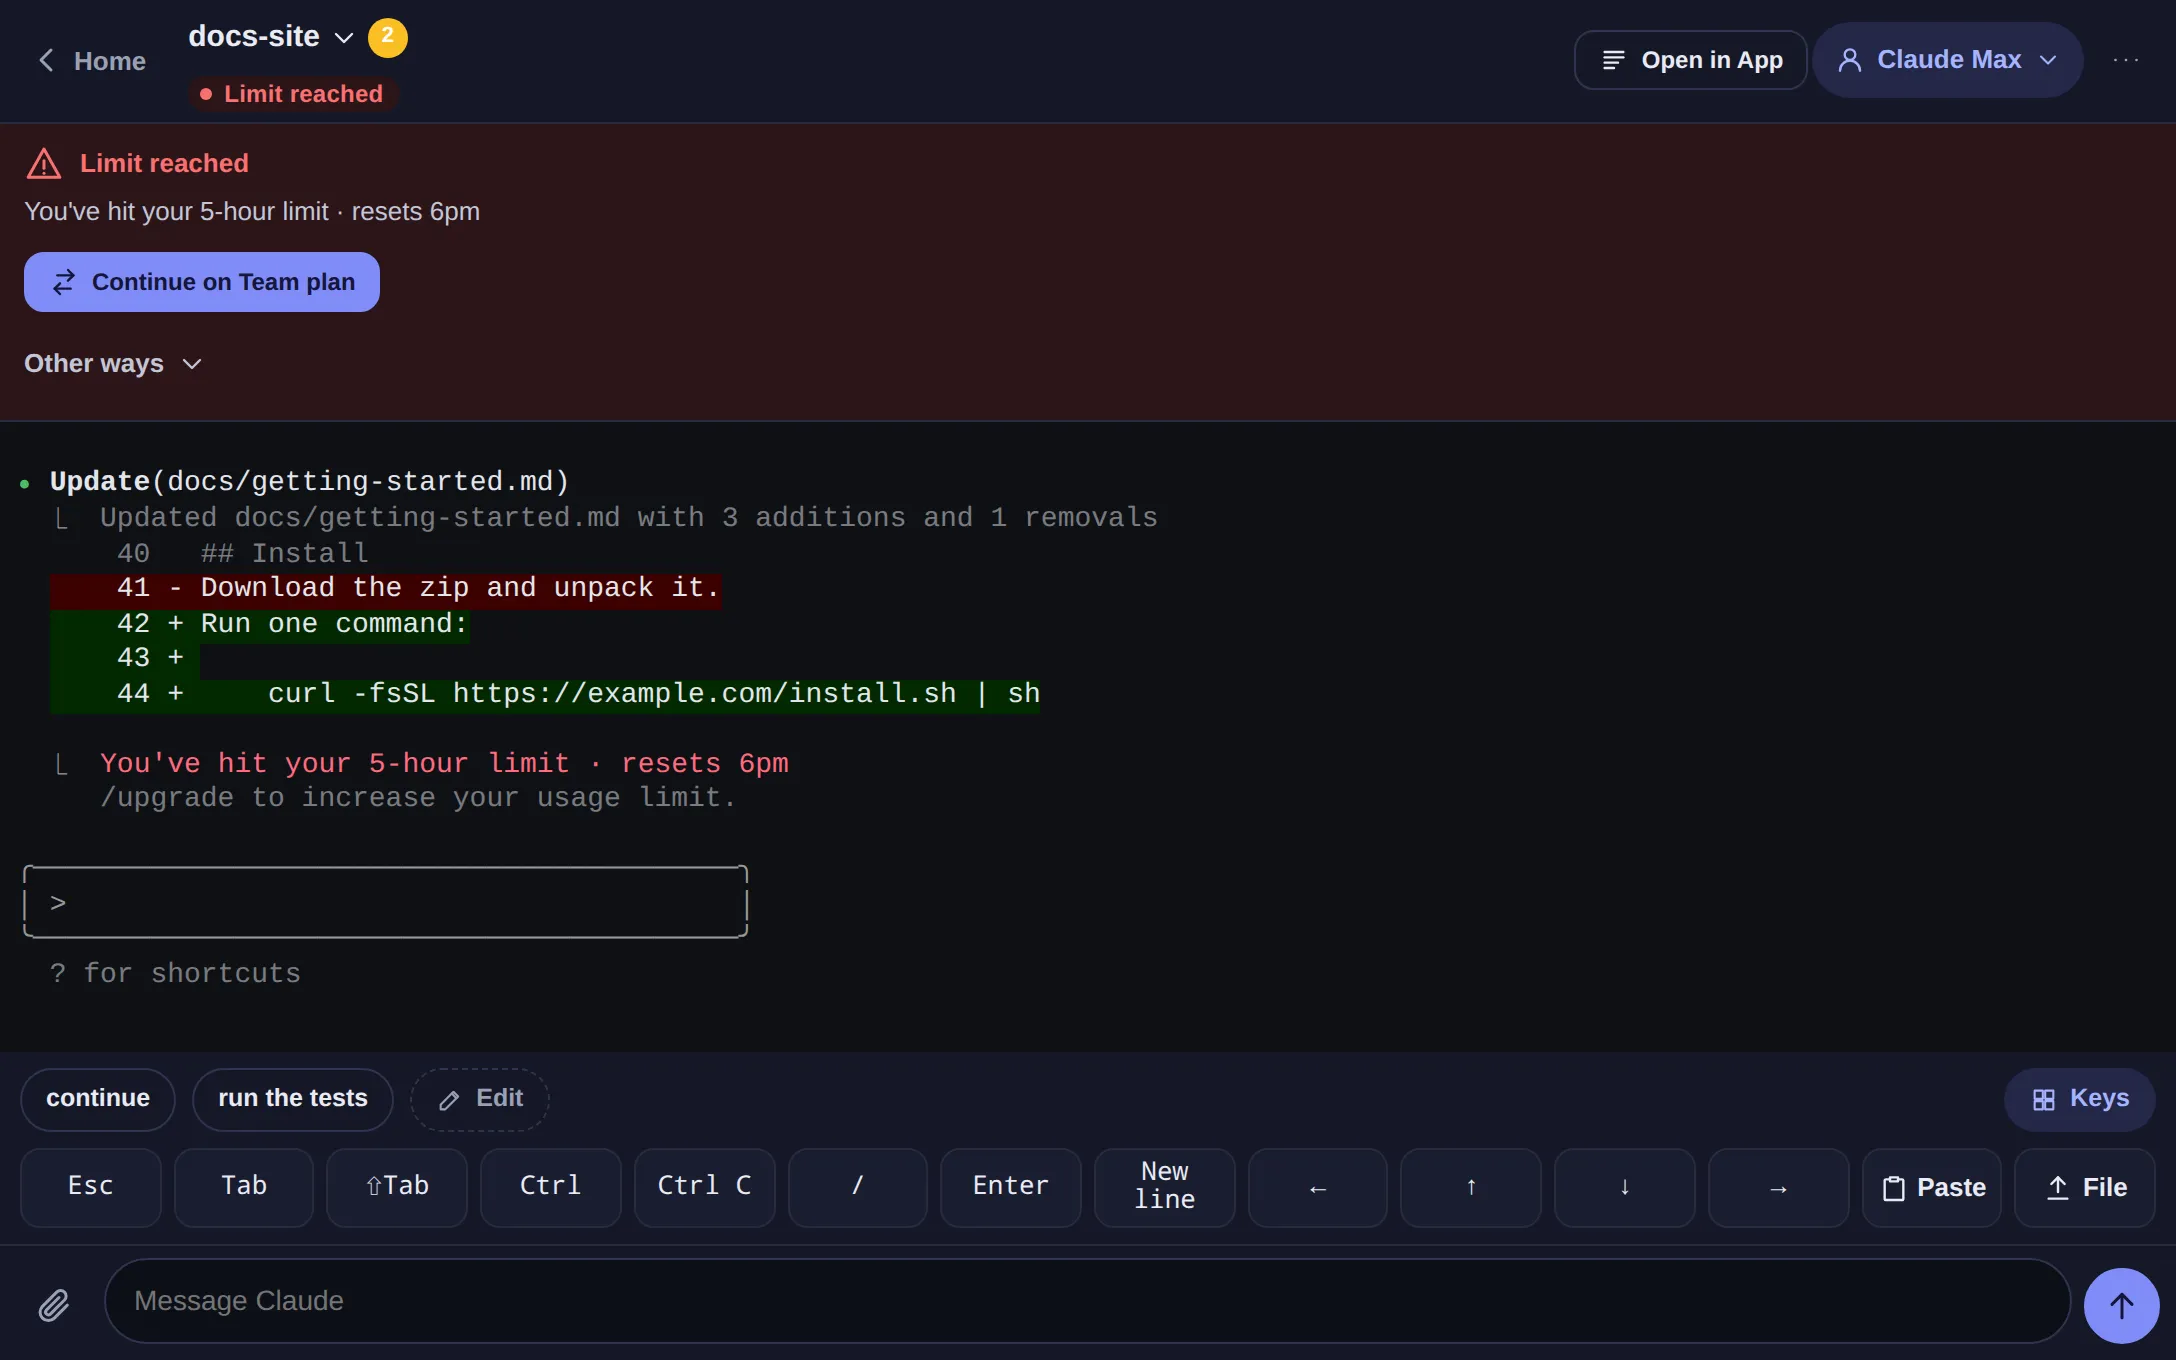 Home
docs-site
2
Limit reached
Open in App
Claude Max
···
Limit reached
You've hit your 5-hour limit · resets 6pm
Continue on Team plan
Other ways
Update(docs/getting-started.md)
Updated docs/getting-started.md with 3 additions and 1 removals
40   ## Install
41 - Download the zip and unpack it.
42 + Run one command:
43 +
44 +     curl -fsSL https://example.com/install.sh | sh
You've hit your 5-hour limit · resets 6pm
/upgrade to increase your usage limit.
>
? for shortcuts
continue
run the tests
Edit
Keys
Esc
Tab
⇧Tab
Ctrl
Ctrl C
/
Enter
New
line
←
↑
↓
→
Paste
File
Message Claude